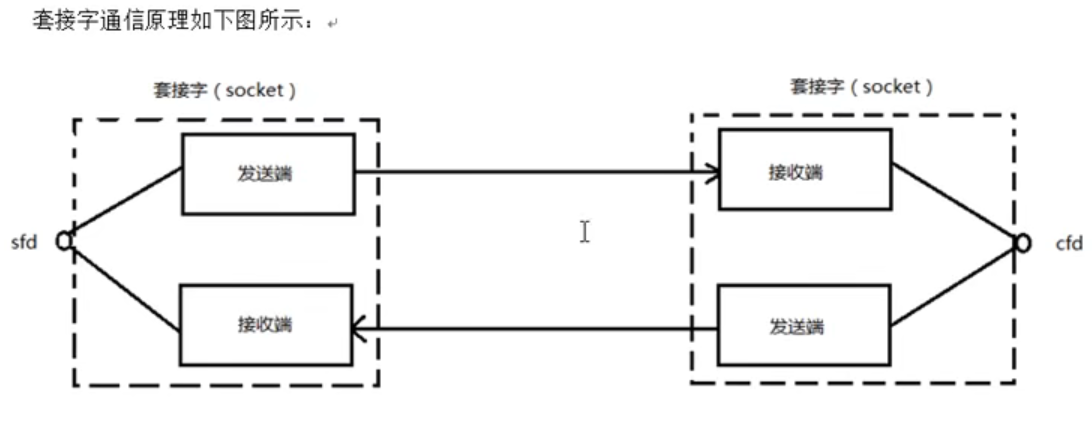 套接字通信原理如下图所示：
套接字（socket） 套接字（socket）
发送端 接收端
sfd cfd
接收端 发送端